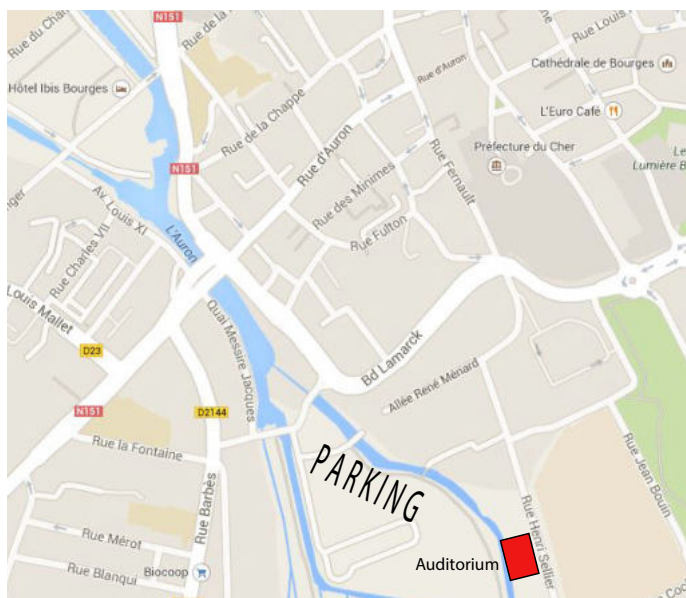 N151
Rue du Cha
Rue de la
Rue Louis
Cathédrale de Bourges
Rue d'Auron
Hôtel Ibis Bourges
L'Euro Café
Rue de la Chappe
Rue d'Auron
Préfecture du Cher
Le
Lumière B
N151
Rue Fernault
Rue des Minimes
nger
Av. Louis XI
L'Auron
Rue Fulton
Rue Charles VII
Louis Mallet
Quai Messire Jacques
D23
Bd Lamarck
Allée René Ménard
N151
D2144
Rue la Fontaine
PARKING
Rue Jean Bouin
Rue Barbès
Rue Henri Sellier
Rue Mérot
Auditorium
Biocoop
Rue Blanqui